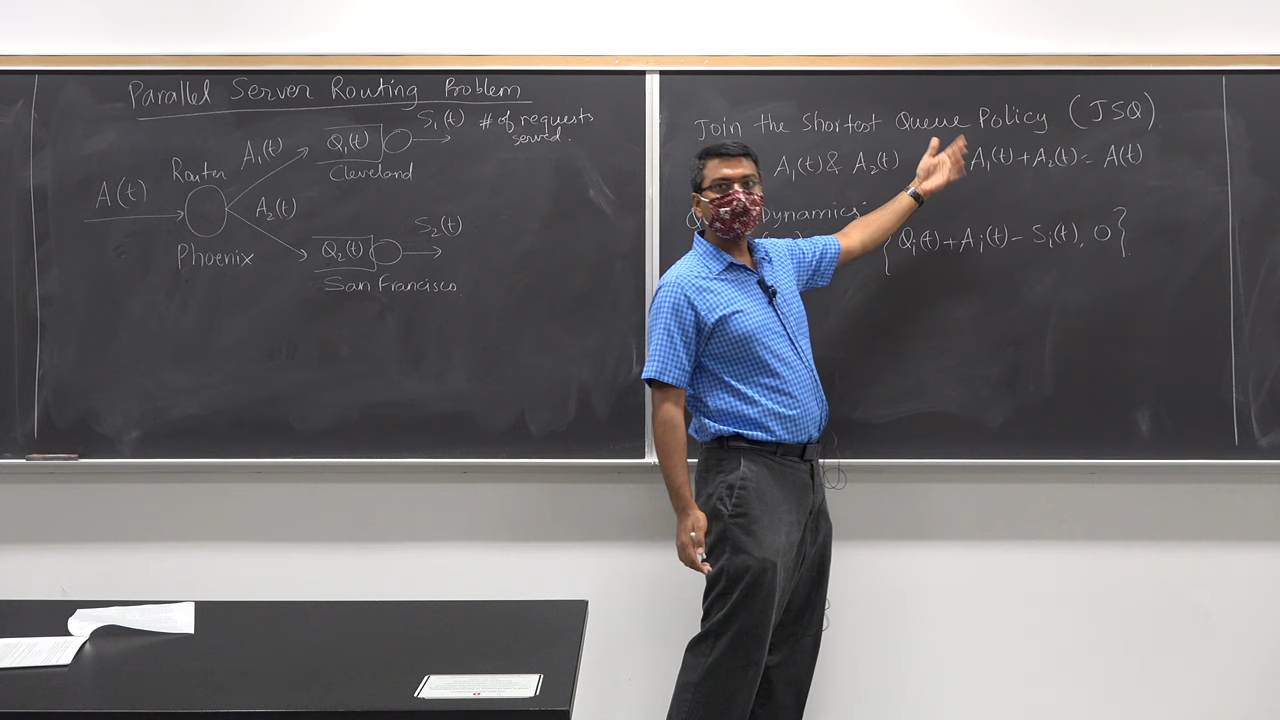 Parallel Server Routing Problem
S₁(t) # of requests
served.
A₁(t)
Q₁(t)
Cleveland
Router
A(t)
A₂(t)
S₂(t)
Phoenix
Q₂(t)
San Francisco.
Join the Shortest Queue Policy (JSQ)
A₁(t) & A₂(t) A₁(t) + A₂(t) = A(t)
Dynamics
{ Qᵢ(t) + Aᵢ(t) - Sᵢ(t), 0 }